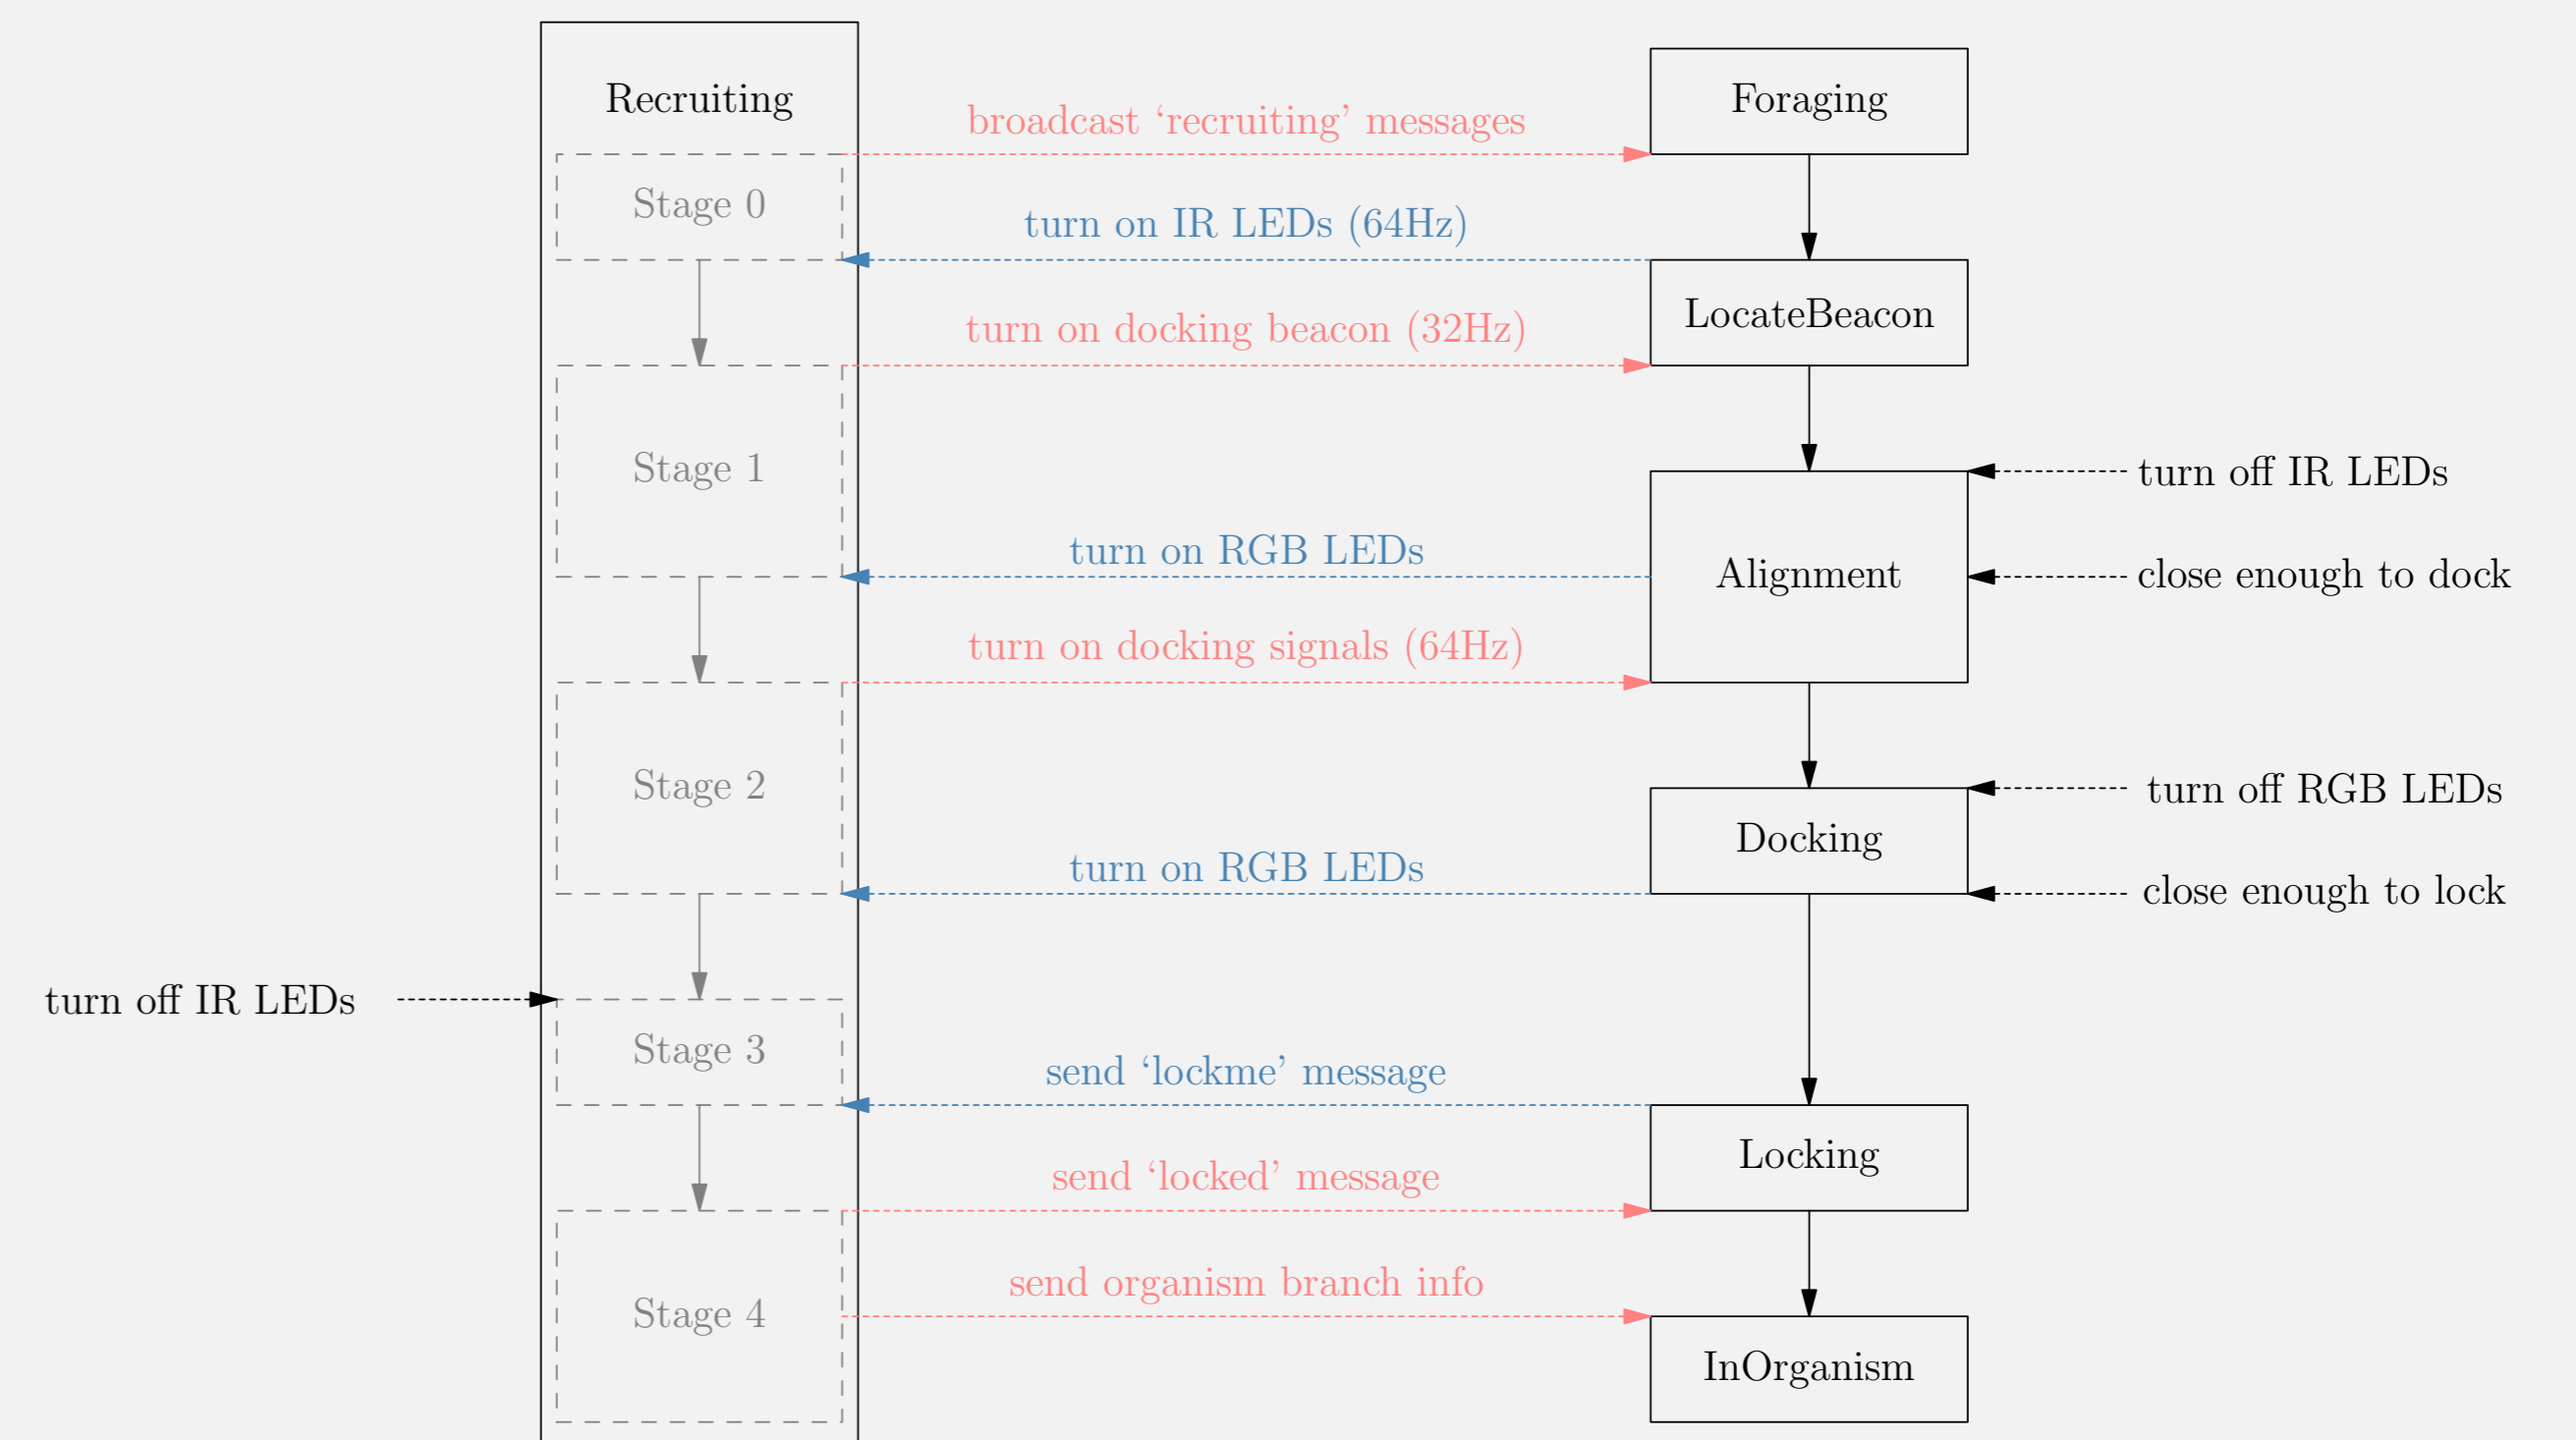 Recruiting
Foraging
broadcast ‘recruiting’ messages
Stage 0
turn on IR LEDs (64Hz)
LocateBeacon
turn on docking beacon (32Hz)
Stage 1
turn off IR LEDs
turn on RGB LEDs
Alignment
close enough to dock
turn on docking signals (64Hz)
Stage 2
turn off RGB LEDs
Docking
turn on RGB LEDs
close enough to lock
turn off IR LEDs
Stage 3
send ‘lockme’ message
Locking
send ‘locked’ message
send organism branch info
Stage 4
InOrganism